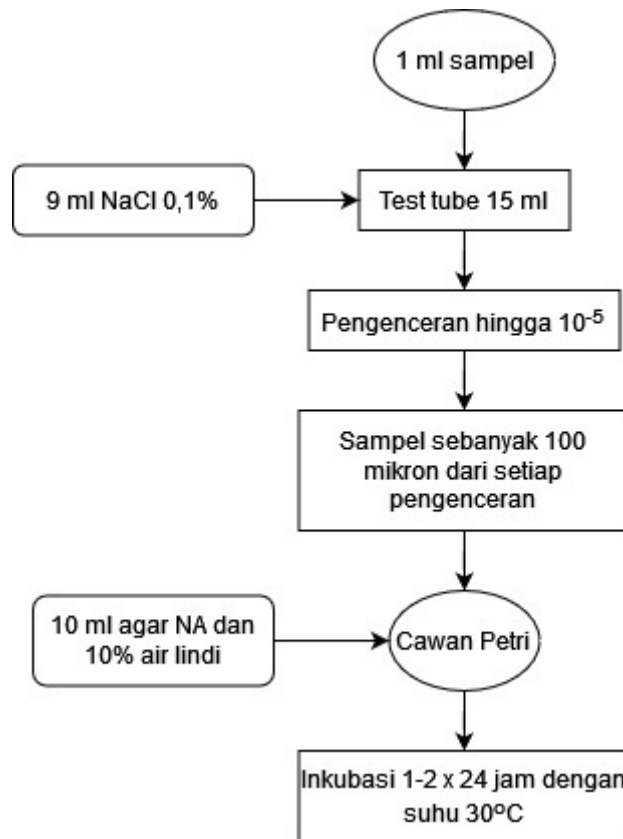 1 ml sampel
9 ml NaCl 0,1%
Test tube 15 ml
Pengenceran hingga 10⁻⁵
Sampel sebanyak 100
mikron dari setiap
pengenceran
10 ml agar NA dan
10% air lindi
Cawan Petri
Inkubasi 1-2 x 24 jam dengan
suhu 30ºC